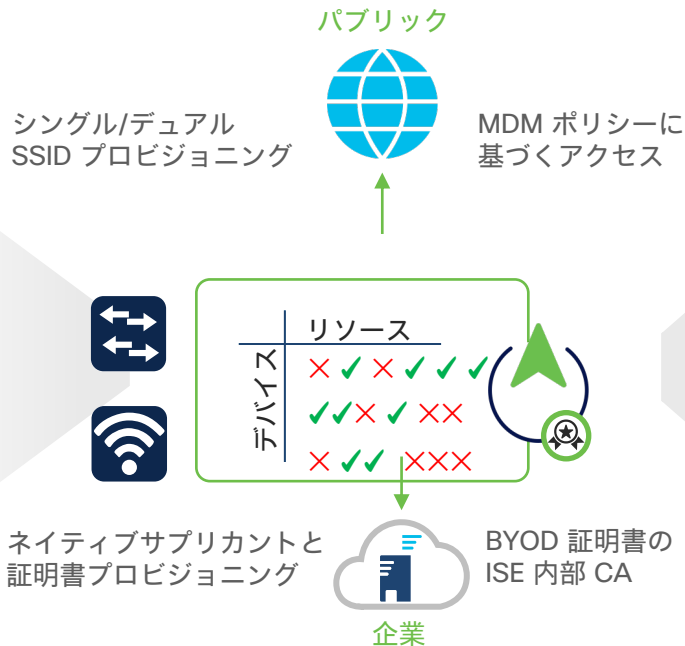 パブリック
シングル/デュアル
SSID プロビジョニング
MDM ポリシーに
基づくアクセス
リソース
デバイス
ネイティブサプリカントと
証明書プロビジョニング
BYOD 証明書の
ISE 内部 CA
企業